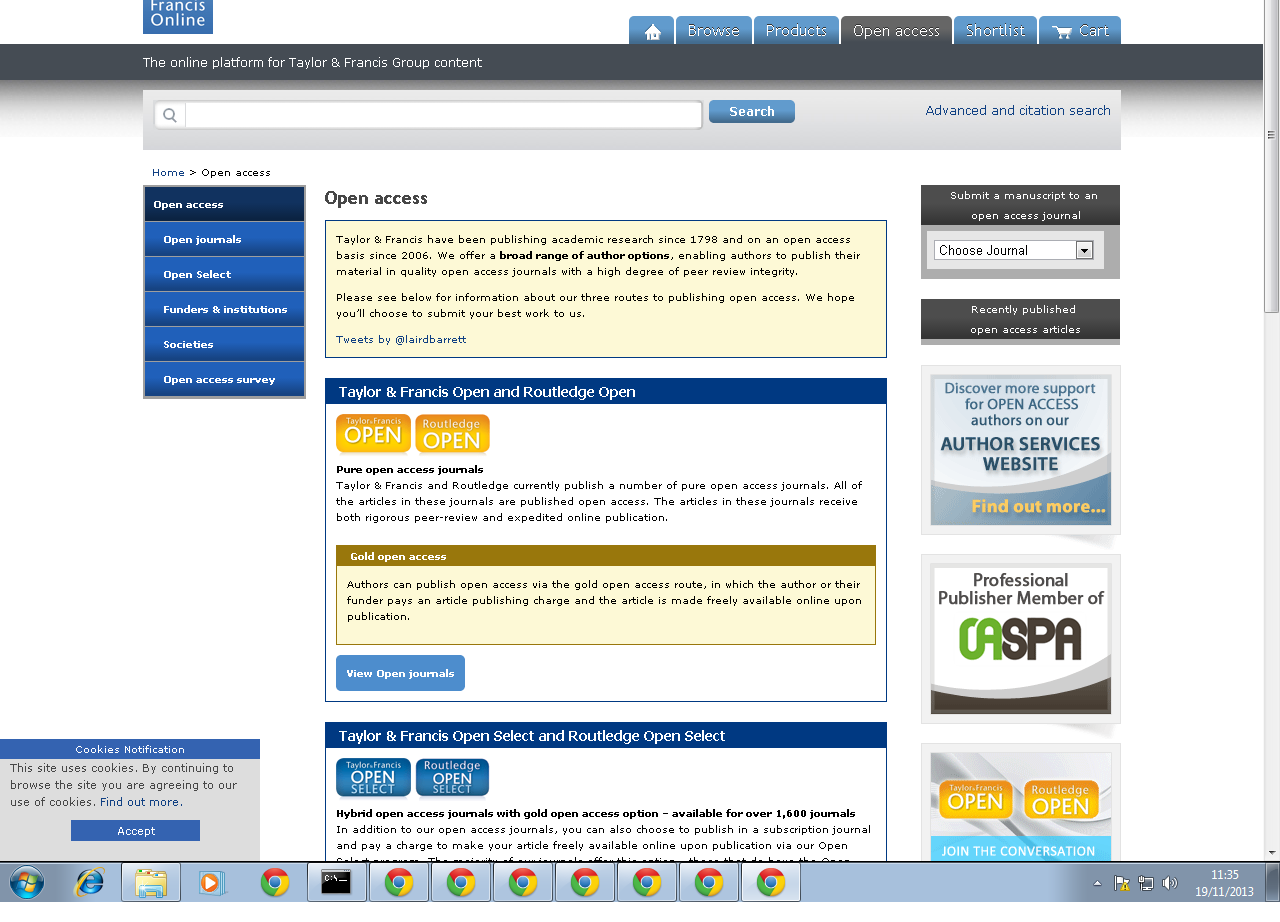 Francis
Online
Browse
Products
Open access
Shortlist
Cart
The online platform for Taylor & Francis Group content
Search
Advanced and citation search
Home > Open access
Open access
Open journals
Open Select
Funders & institutions
Societies
Open access survey
Open access
Taylor & Francis have been publishing academic research since 1798 and on an open access
basis since 2006. We offer a broad range of author options, enabling authors to publish their
material in quality open access journals with a high degree of peer review integrity.
Please see below for information about our three routes to publishing open access. We hope
you'll choose to submit your best work to us.
Tweets by @lairdbarrett
Taylor & Francis Open and Routledge Open
Taylor & Francis
OPEN
Routledge
OPEN
Pure open access journals
Taylor & Francis and Routledge currently publish a number of pure open access journals. All of
the articles in these journals are published open access. The articles in these journals receive
both rigorous peer-review and expedited online publication.
Gold open access
Authors can publish open access via the gold open access route, in which the author or their
funder pays an article publishing charge and the article is made freely available online upon
publication.
View Open journals
Taylor & Francis Open Select and Routledge Open Select
Taylor & Francis
OPEN
SELECT
Routledge
OPEN
SELECT
Hybrid open access journals with gold open access option – available for over 1,600 journals
In addition to our open access journals, you can also choose to publish in a subscription journal
and pay a charge to make your article freely available online upon publication via our Open
Select program. The majority of our journals offer this option – those that do have the Open
Submit a manuscript to an
open access journal
Choose Journal
Recently published
open access articles
Discover more support
for OPEN ACCESS
authors on our
AUTHOR SERVICES
WEBSITE
Find out more...
Professional
Publisher Member of
OASPA
Taylor & Francis
OPEN
Routledge
OPEN
JOIN THE CONVERSATION
Cookies Notification
This site uses cookies. By continuing to
browse the site you are agreeing to our
use of cookies. Find out more.
Accept
C:\_
11:35
19/11/2013